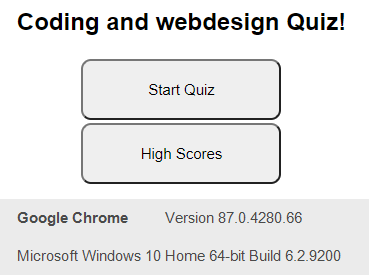 Coding and webdesign Quiz!
Start Quiz
High Scores
Google Chrome Version 87.0.4280.66
Microsoft Windows 10 Home 64-bit Build 6.2.9200